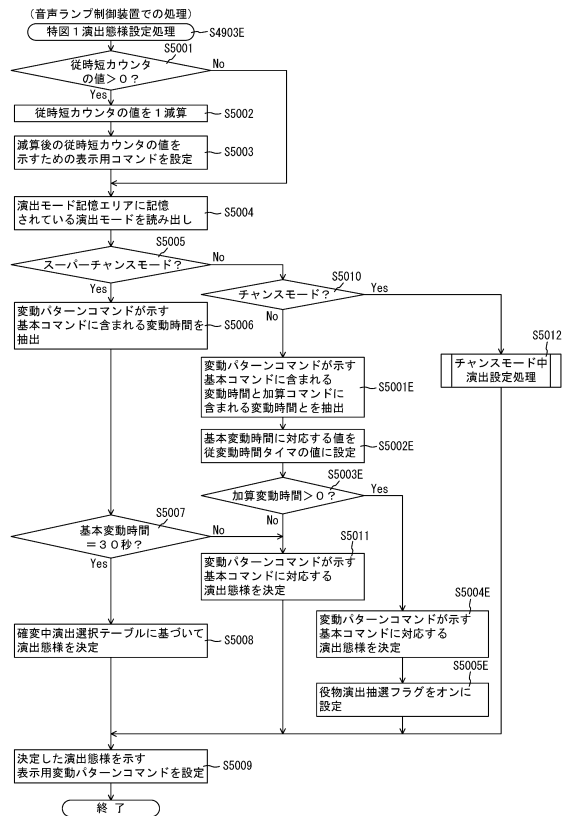 (音声ランプ制御装置での処理)
特図1演出態様設定処理
S4903E
S5001
従時短カウンタ
の値>0?
No
Yes
従時短カウンタの値を1減算
S5002
減算後の従時短カウンタの値を
示すための表示用コマンドを設定
S5003
演出モード記憶エリアに記憶
されている演出モードを読み出し
S5004
S5005
スーパーチャンスモード?
No
Yes
S5010
チャンスモード?
Yes
No
変動パターンコマンドが示す
基本コマンドに含まれる変動時間を
抽出
S5006
S5012
チャンスモード中
演出設定処理
変動パターンコマンドが示す
基本コマンドに含まれる
変動時間と加算コマンドに
含まれる変動時間とを抽出
S5001E
基本変動時間に対応する値を
従変動時間タイマの値に設定
S5002E
S5003E
加算変動時間>0?
Yes
No
S5007
基本変動時間
=30秒?
No
Yes
S5011
変動パターンコマンドが示す
基本コマンドに対応する
演出態様を決定
S5004E
変動パターンコマンドが示す
基本コマンドに対応する
演出態様を決定
確変中演出選択テーブルに基づいて
演出態様を決定
S5008
S5005E
役物演出抽選フラグをオンに
設定
決定した演出態様を示す
表示用変動パターンコマンドを設定
S5009
終 了